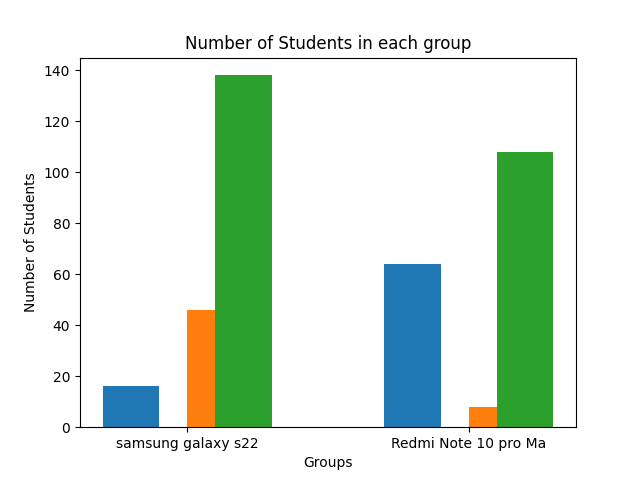 Number of Students in each group
140
120
100
80
60
40
20
0
Number of Students
samsung galaxy s22
Redmi Note 10 pro Ma
Groups